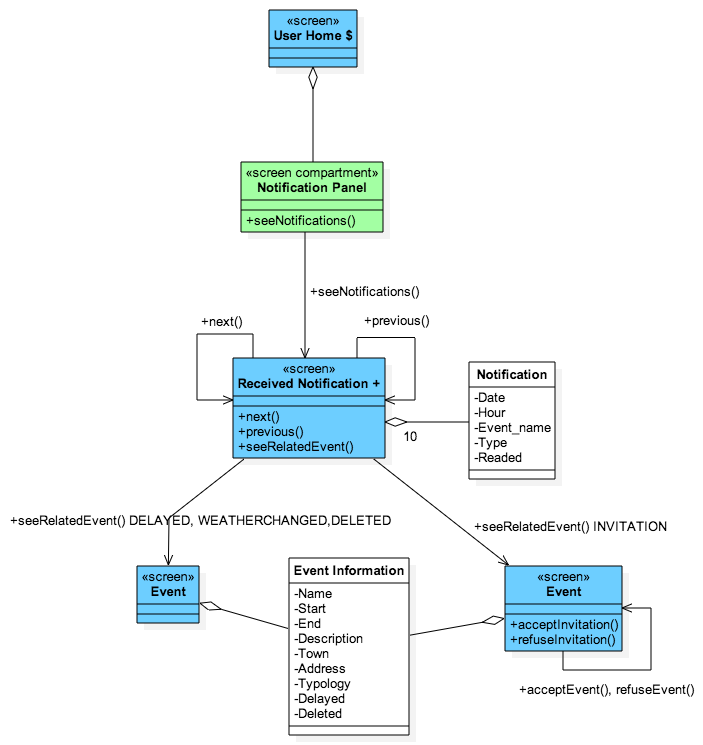 «screen»
User Home $
«screen compartment»
Notification Panel
+seeNotifications()
+seeNotifications()
+next()
+previous()
«screen»
Received Notification +
+next()
+previous()
+seeRelatedEvent()
10
Notification
-Date
-Hour
-Event_name
-Type
-Readed
+seeRelatedEvent() DELAYED, WEATHERCHANGED,DELETED
+seeRelatedEvent() INVITATION
«screen»
Event
Event Information
-Name
-Start
-End
-Description
-Town
-Address
-Typology
-Delayed
-Deleted
«screen»
Event
+acceptInvitation()
+refuseInvitation()
+acceptEvent(), refuseEvent()